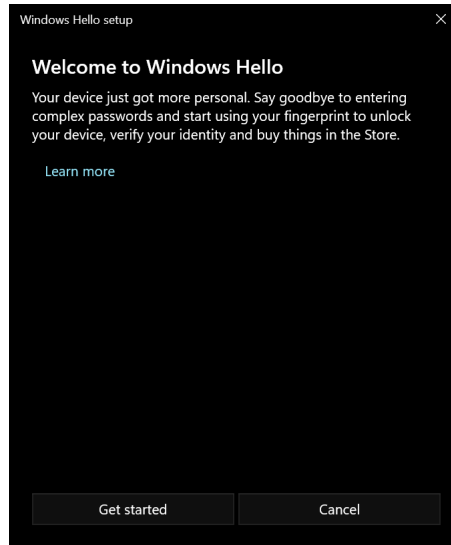 Windows Hello setup
Welcome to Windows Hello
Your device just got more personal. Say goodbye to entering
complex passwords and start using your fingerprint to unlock
your device, verify your identity and buy things in the Store.
Learn more
Get started
Cancel